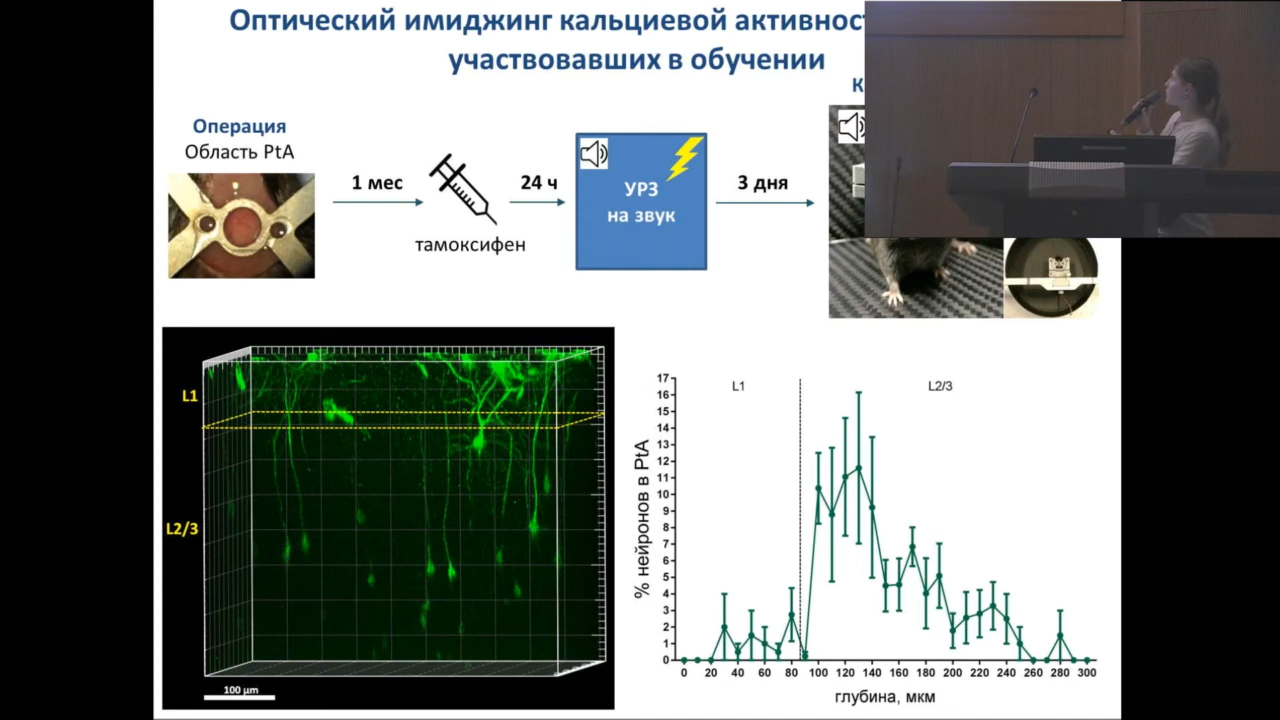 Оптический имиджинг кальциевой
участвовавших в обучении
Операция
Область PtA
1 мес
тамоксифен
24 ч
УРЗ
на звук
3 дня
L1
L2/3
100 µm
L1
L2/3
% нейронов в PtA
17
16
15
14
13
12
11
10
9
8
7
6
5
4
3
2
1
0
0 20 40 60 80 100 120 140 160 180 200 220 240 260 280 300
глубина, мкм